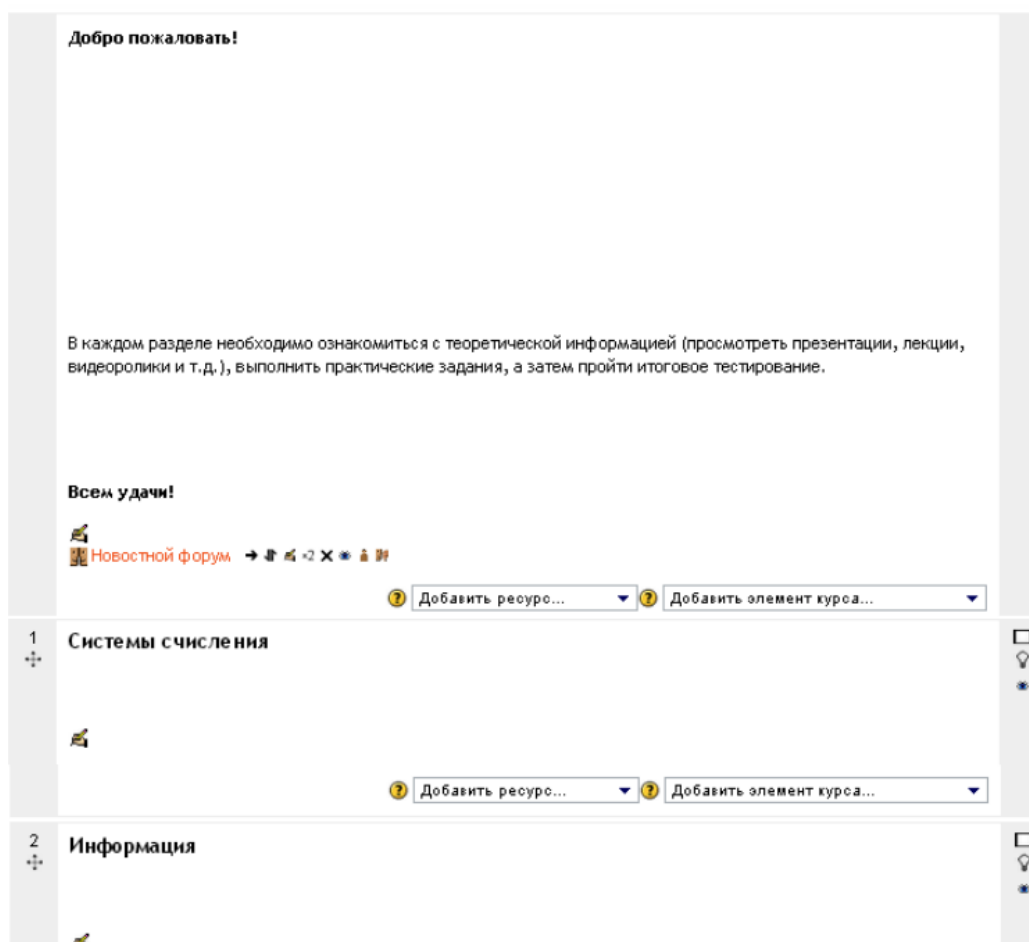 Добро пожаловать!
В каждом разделе необходимо ознакомиться с теоретической информацией (просмотреть презентации, лекции,
видеоролики и т.д.), выполнить практические задания, а затем пройти итоговое тестирование.
Всем удачи!
Новостной форум
Добавить ресурс... Добавить элемент курса...
1 Системы счисления
Добавить ресурс... Добавить элемент курса...
2 Информация